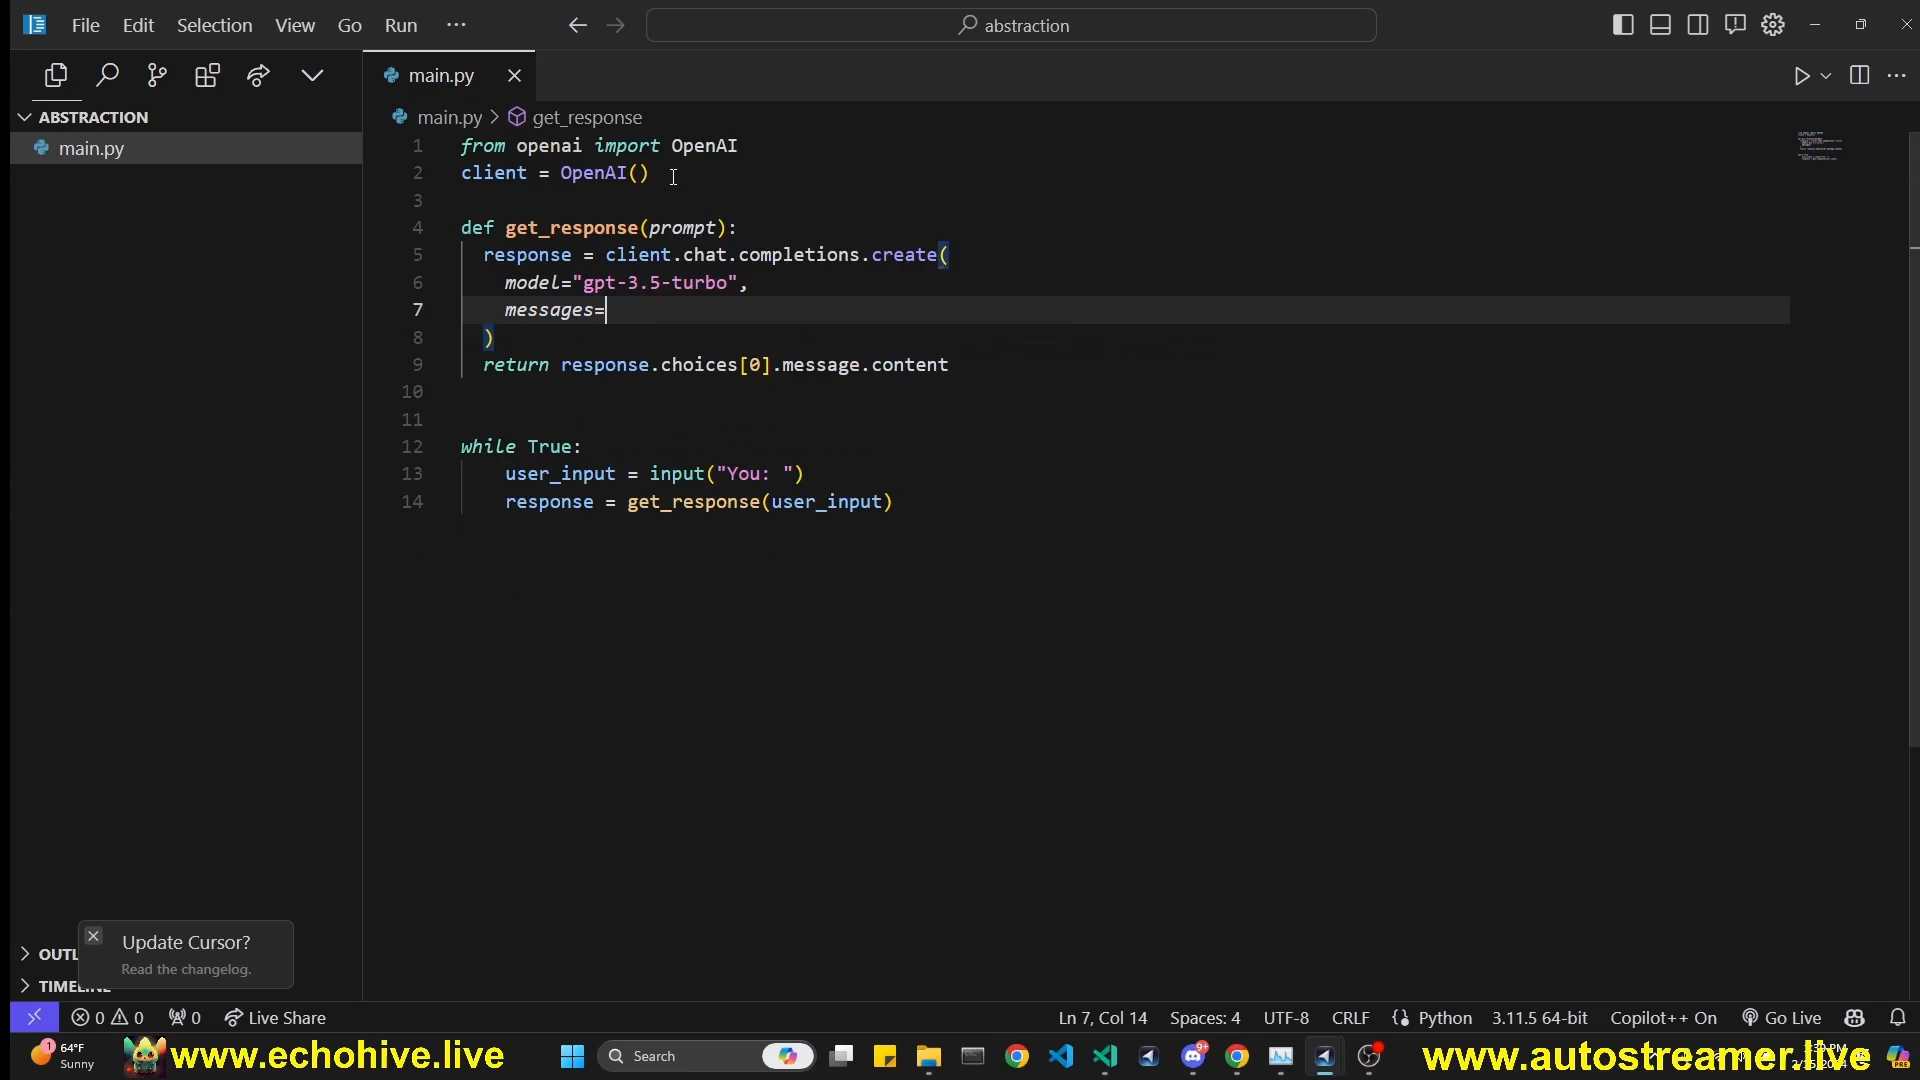 File Edit Selection View Go Run ··· abstraction
main.py
ABSTRACTION
main.py > get_response
main.py
1 from openai import OpenAI
2 client = OpenAI()
3
4 def get_response(prompt):
5 response = client.chat.completions.create(
6 model="gpt-3.5-turbo",
7 messages=
8 )
9 return response.choices[0].message.content
10
11
12 while True:
13 user_input = input("You: ")
14 response = get_response(user_input)
Update Cursor?
Read the changelog.
TIMELINE
0 0 0 Live Share Ln 7, Col 14 Spaces: 4 UTF-8 CRLF Python 3.11.5 64-bit Copilot++ On Go Live
1 64°F
Sunny
www.echohive.live
Search
9+
PRE
www.autostreamer.live